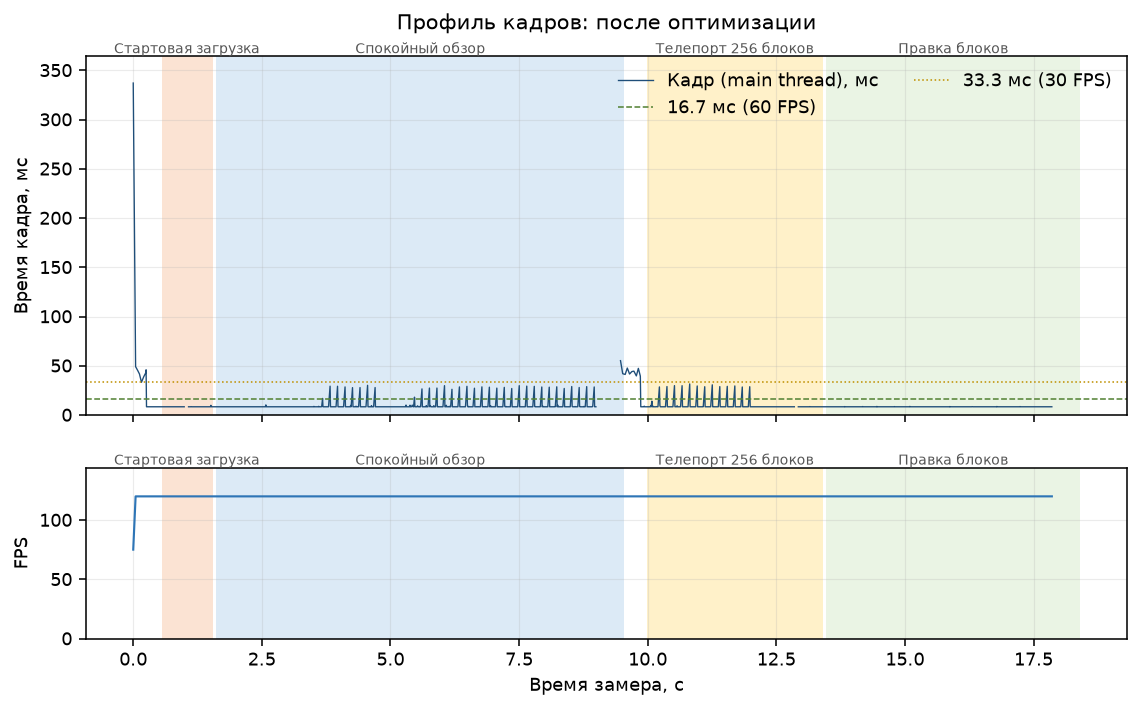 Профиль кадров: после оптимизации
Стартовая загрузка Спокойный обзор Телепорт 256 блоков Правка блоков
Кадр (main thread), мс
16.7 мс (60 FPS)
33.3 мс (30 FPS)
Время кадра, мс
350
300
250
200
150
100
50
0
Стартовая загрузка Спокойный обзор Телепорт 256 блоков Правка блоков
FPS
100
50
0
0.0 2.5 5.0 7.5 10.0 12.5 15.0 17.5
Время замера, с